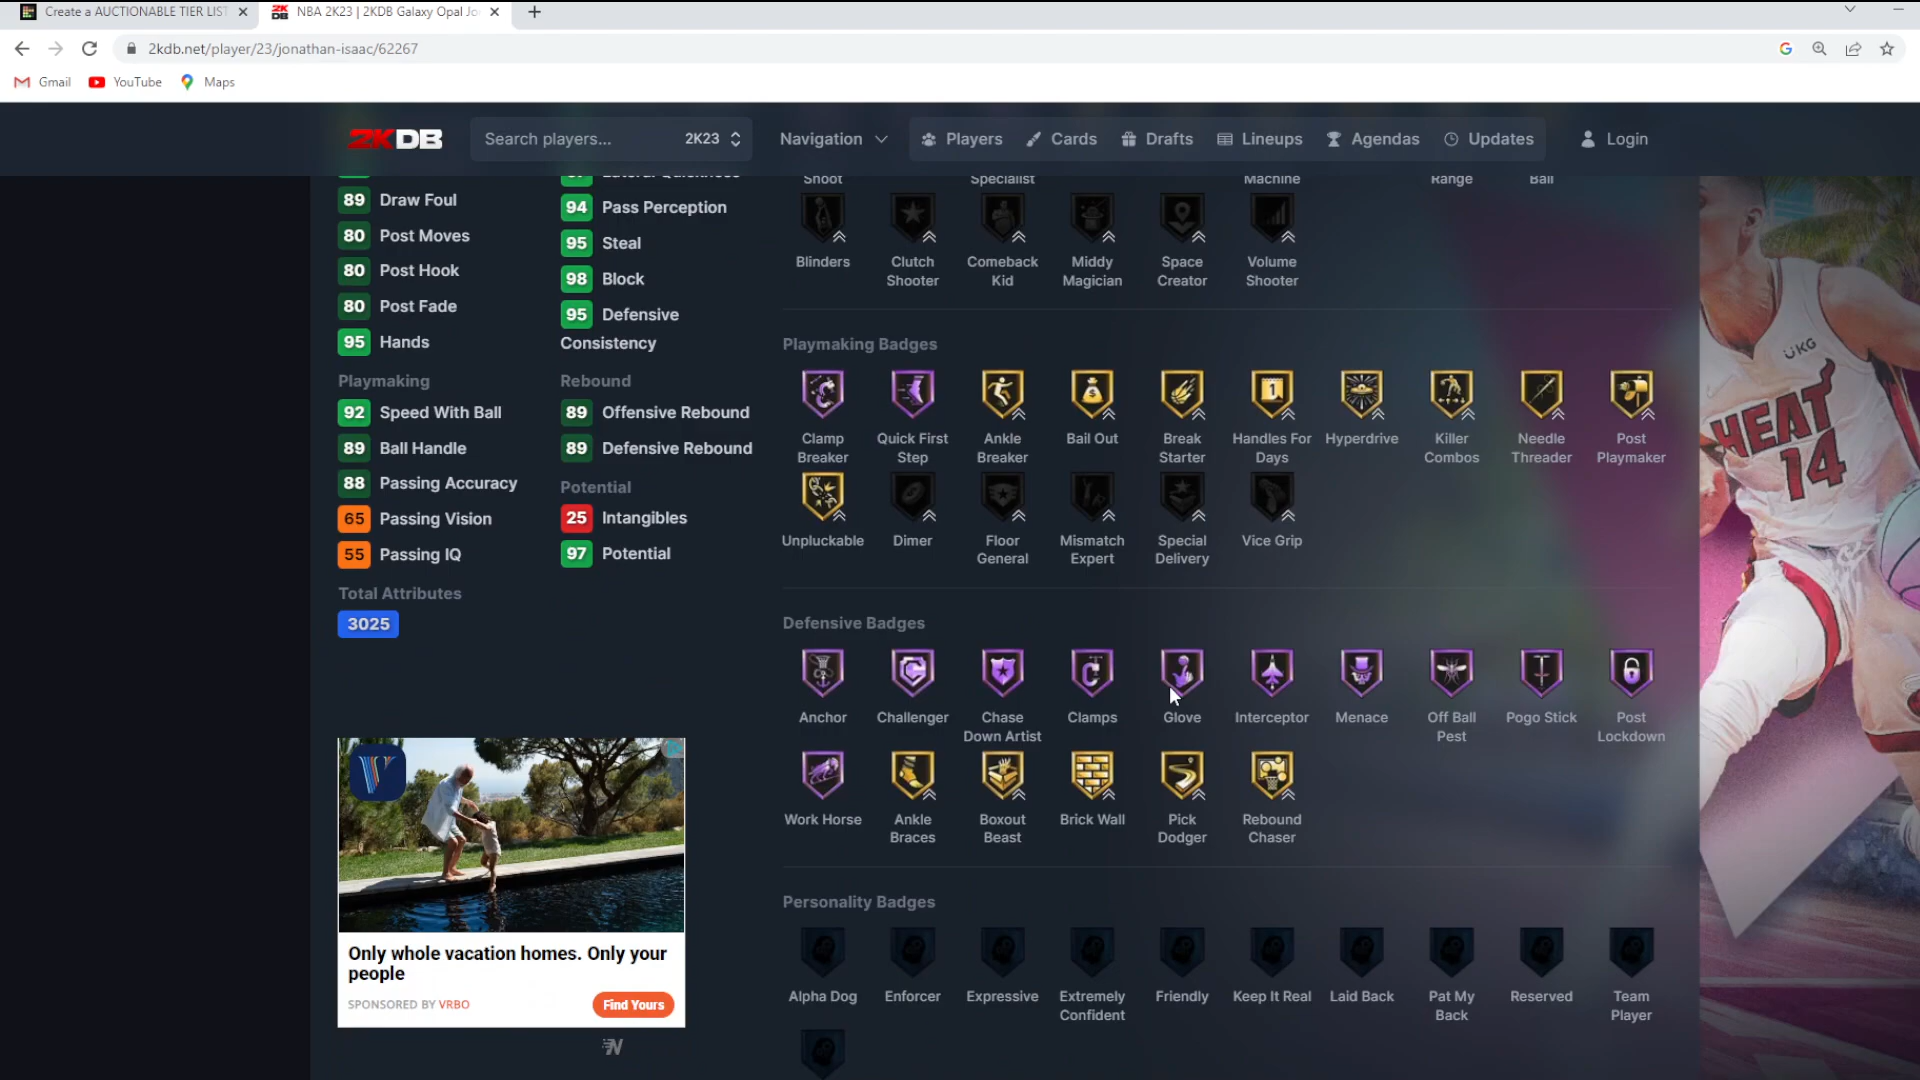 Create a AUCTIONABLE TIER LIST
NBA 2K23 | 2KDB Galaxy Opal Jo
2kdb.net/player/23/jonathan-isaac/62267
Gmail YouTube Maps
2KDB Search players... 2K23 Navigation Players Cards Drafts Lineups Agendas Updates Login
89 Draw Foul
80 Post Moves
80 Post Hook
80 Post Fade
95 Hands
Playmaking
92 Speed With Ball
89 Ball Handle
88 Passing Accuracy
65 Passing Vision
55 Passing IQ
Total Attributes
3025
Lateral Quickness
94 Pass Perception
95 Steal
98 Block
95 Defensive
Consistency
Rebound
89 Offensive Rebound
89 Defensive Rebound
Potential
25 Intangibles
97 Potential
Shoot Specialist Machine Range Ball
Blinders Clutch Comeback Middy Space Volume
Shooter Kid Magician Creator Shooter
Playmaking Badges
Clamp Quick First Ankle Bail Out Break Handles For Hyperdrive Killer Needle Post
Breaker Step Breaker Starter Days Combos Threader Playmaker
Unpluckable Dimer Floor Mismatch Special Vice Grip
General Expert Delivery
Defensive Badges
Anchor Challenger Chase Clamps Glove Interceptor Menace Off Ball Pogo Stick Post
Down Artist Pest Lockdown
Work Horse Ankle Boxout Brick Wall Pick Rebound
Braces Beast Dodger Chaser
Personality Badges
Alpha Dog Enforcer Expressive Extremely Friendly Keep It Real Laid Back Pat My Reserved Team
Confident Back Player
Only whole vacation homes. Only your
people
SPONSORED BY VRBO
Find Yours
UKG
HEAT
14